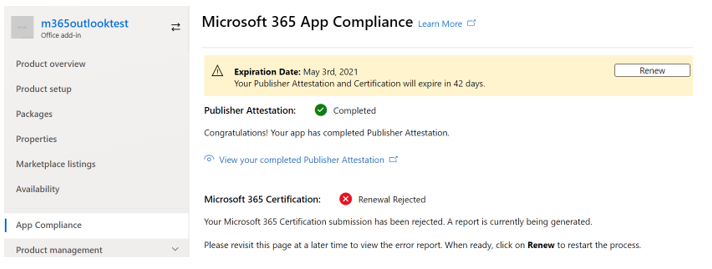 m365outlooktest
Office add-in
Product overview
Product setup
Packages
Properties
Marketplace listings
Availability
App Compliance
Product management
Microsoft 365 App Compliance Learn More
Expiration Date: May 3rd, 2021
Your Publisher Attestation and Certification will expire in 42 days.
Renew
Publisher Attestation: Completed
Congratulations! Your app has completed Publisher Attestation.
View your completed Publisher Attestation
Microsoft 365 Certification: Renewal Rejected
Your Microsoft 365 Certification submission has been rejected. A report is currently being generated.
Please revisit this page at a later time to view the error report. When ready, click on Renew to restart the process.